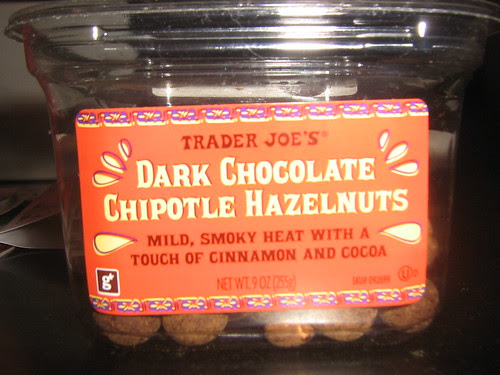 TRADER JOE'S®
DARK CHOCOLATE
CHIPOTLE HAZELNUTS
MILD, SMOKY HEAT WITH A
TOUCH OF CINNAMON AND COCOA
g
NET WT. 9 OZ (255g)
U D